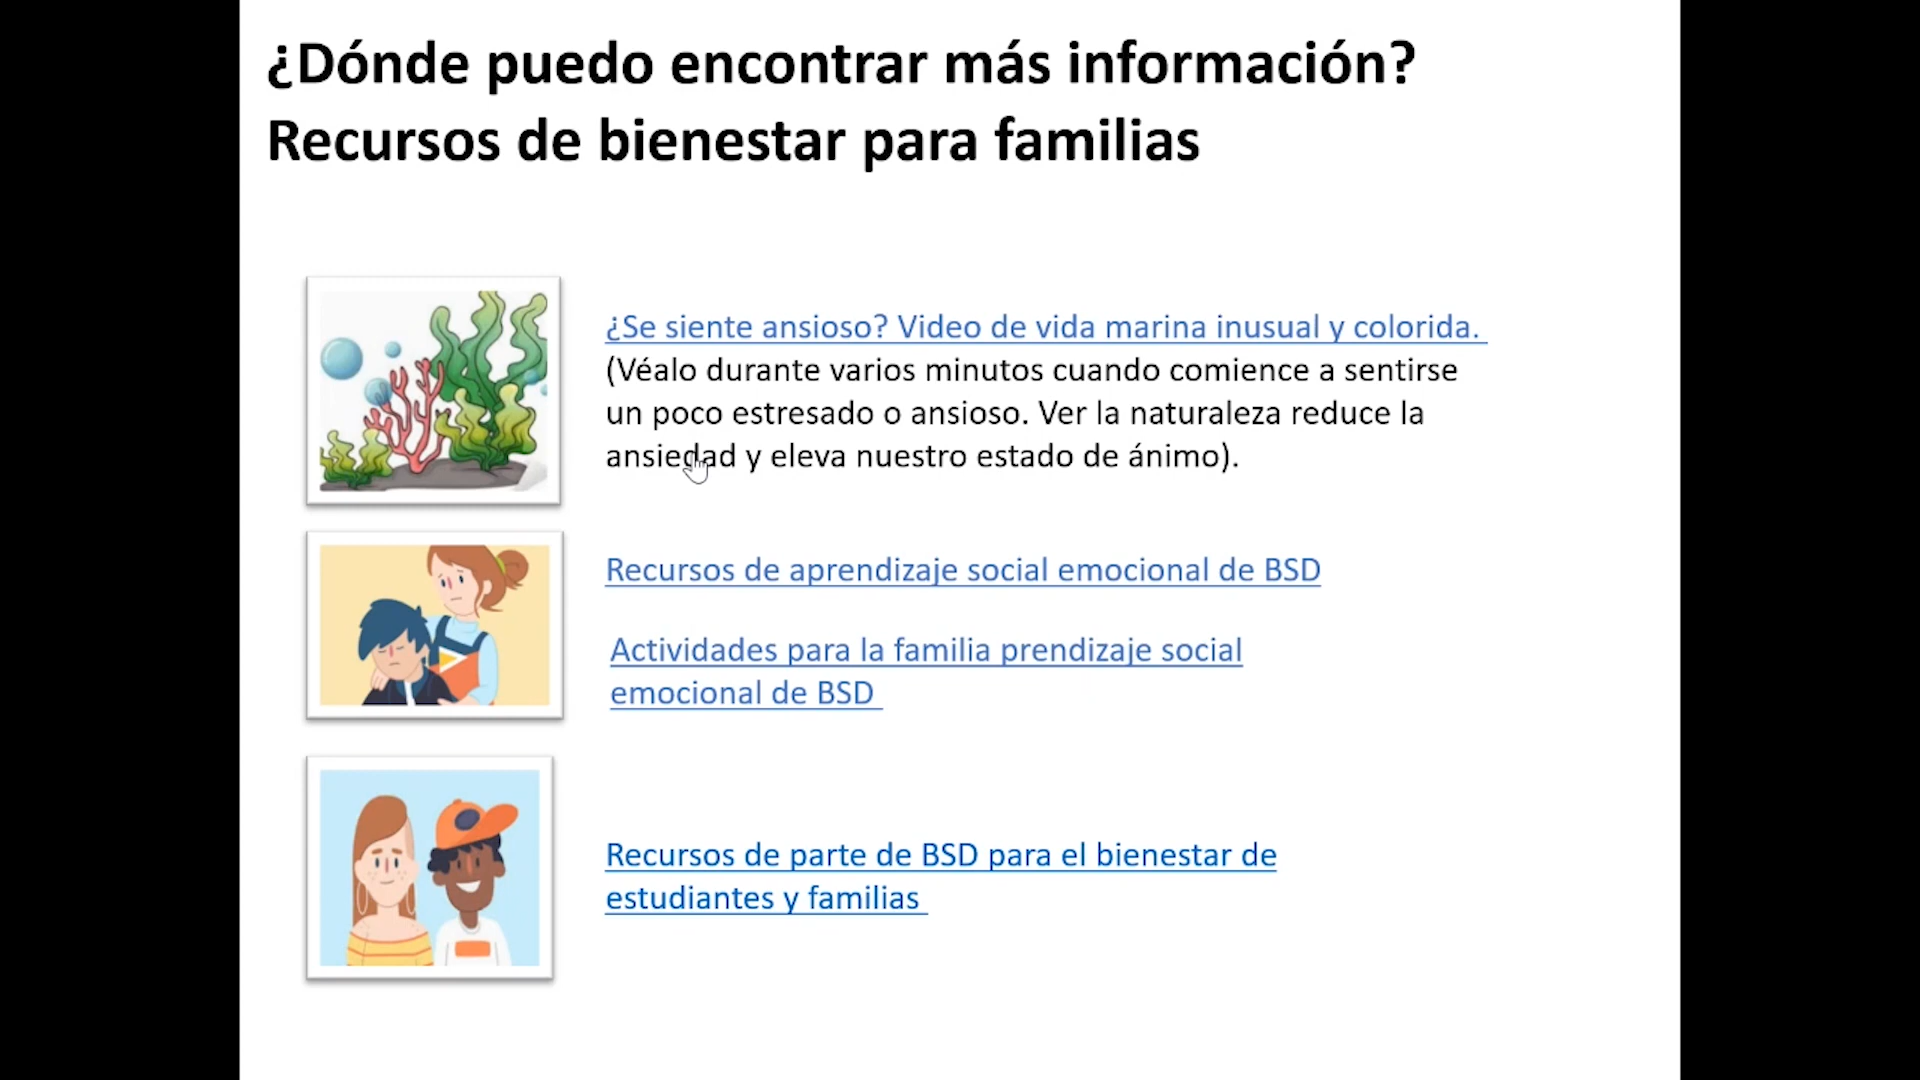 ¿Dónde puedo encontrar más información?
Recursos de bienestar para familias
¿Se siente ansioso? Video de vida marina inusual y colorida.
(Véalo durante varios minutos cuando comience a sentirse
un poco estresado o ansioso. Ver la naturaleza reduce la
ansiedad y eleva nuestro estado de ánimo).
Recursos de aprendizaje social emocional de BSD
Actividades para la familia prendizaje social
emocional de BSD
Recursos de parte de BSD para el bienestar de
estudiantes y familias